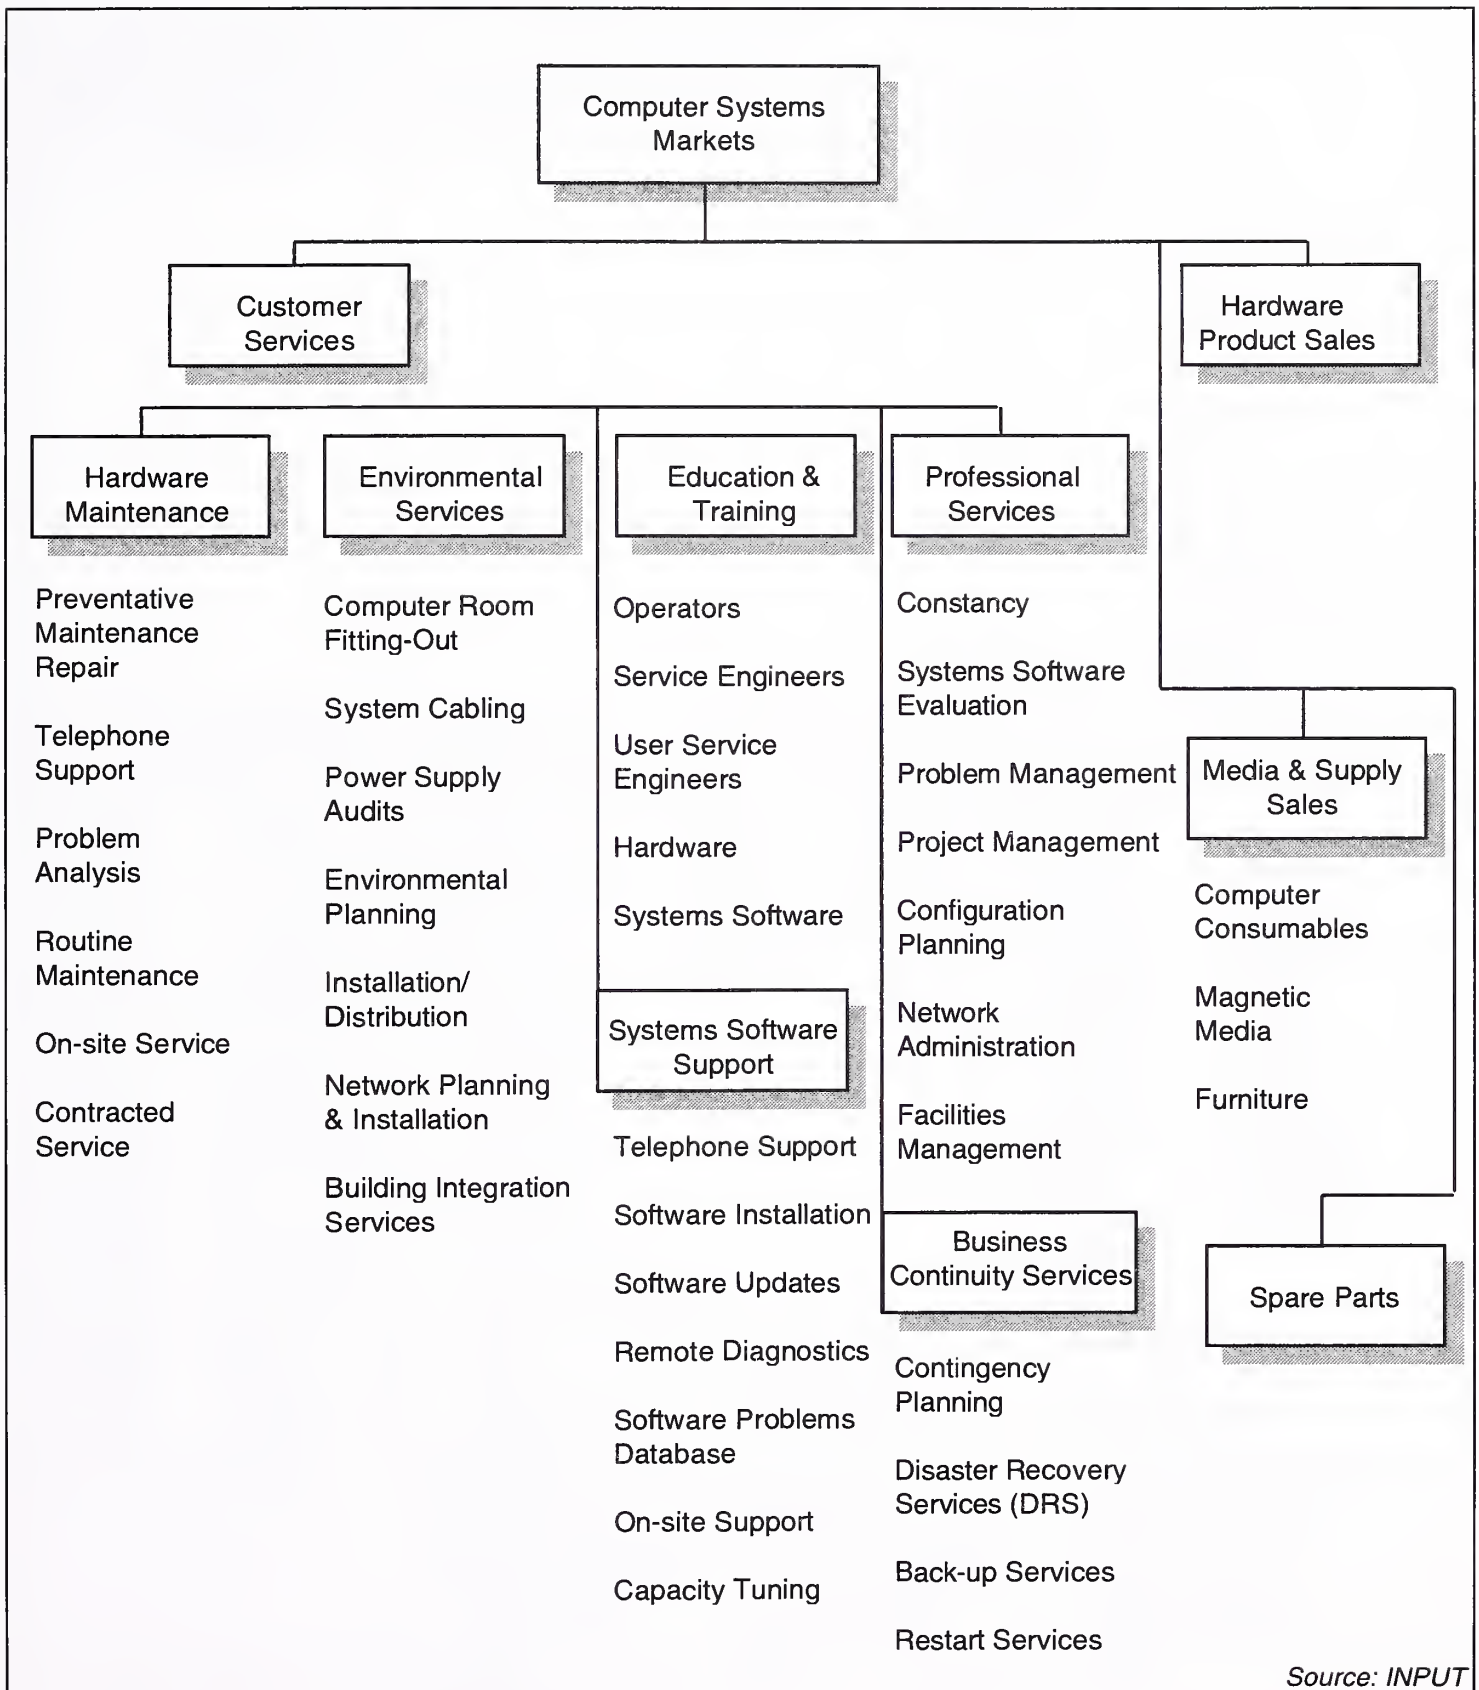 Computer Systems
Markets
Customer
Services
Hardware
Product Sales
Hardware
Maintenance
Preventative
Maintenance
Repair
Telephone
Support
Problem
Analysis
Routine
Maintenance
On-site Service
Contracted
Service
Environmental
Services
Computer Room
Fitting-Out
System Cabling
Power Supply
Audits
Environmental
Planning
Installation/
Distribution
Network Planning
& Installation
Building Integration
Services
Education &
Training
Operators
Service Engineers
User Service
Engineers
Hardware
Systems Software
Systems Software
Support
Telephone Support
Software Installation
Software Updates
Remote Diagnostics
Software Problems
Database
On-site Support
Capacity Tuning
Professional
Services
Constancy
Systems Software
Evaluation
Problem Management
Project Management
Configuration
Planning
Network
Administration
Facilities
Management
Business
Continuity Services
Contingency
Planning
Disaster Recovery
Services (DRS)
Back-up Services
Restart Services
Media & Supply
Sales
Computer
Consumables
Magnetic
Media
Furniture
Spare Parts
Source: INPUT